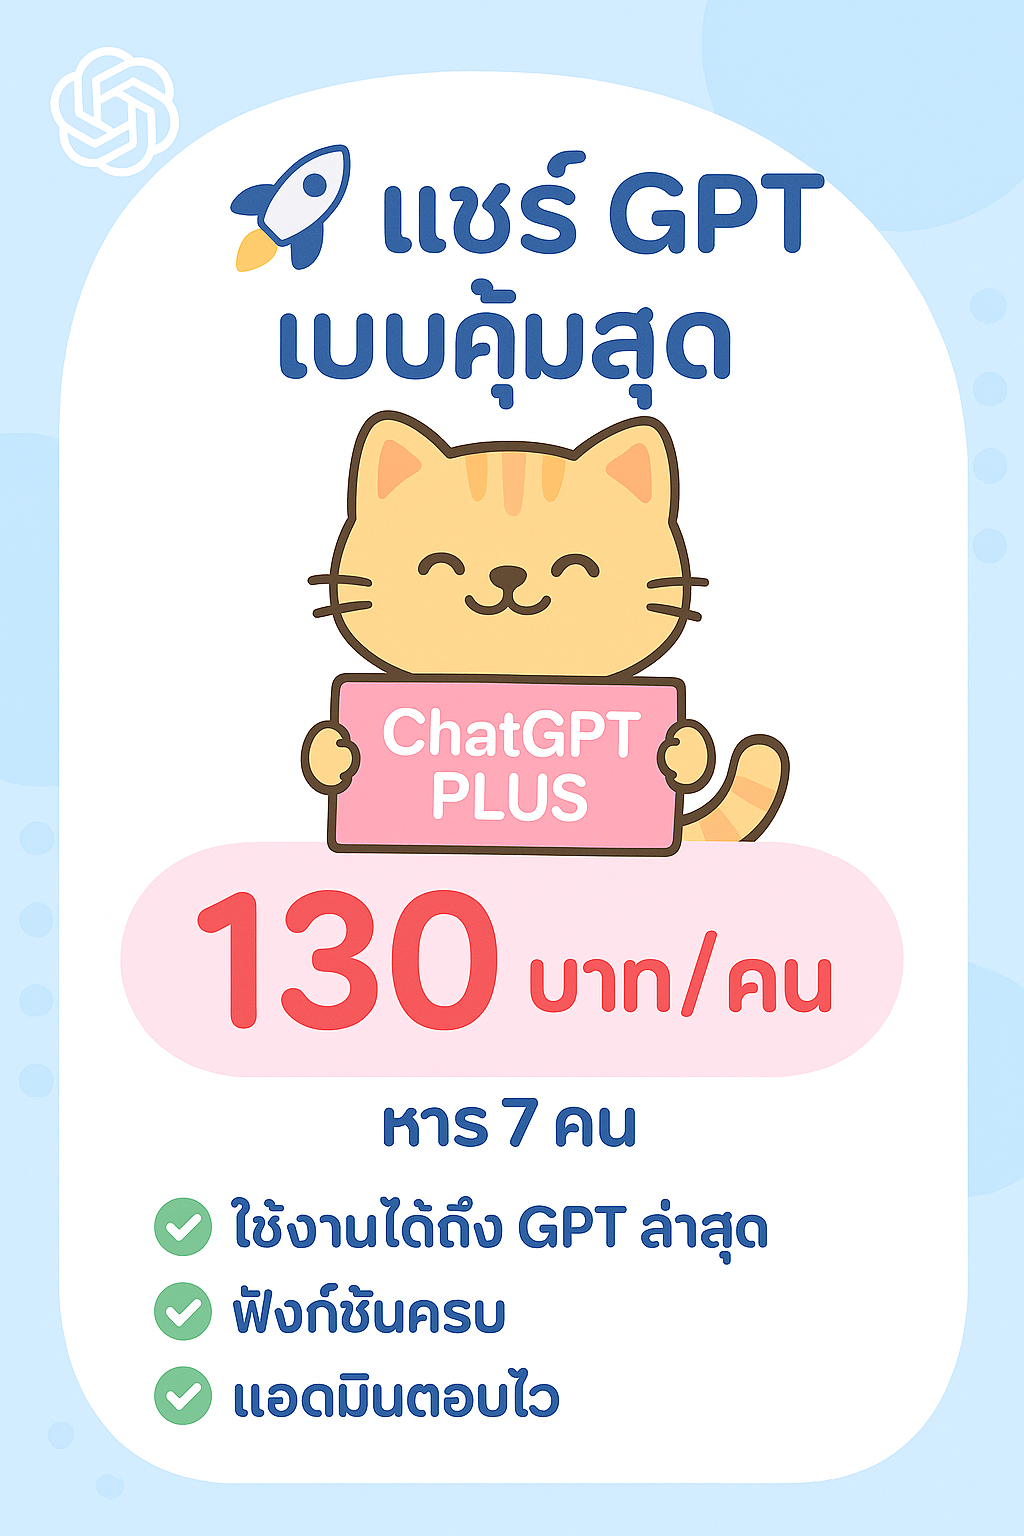 แชร์ GPT
เเบบคุ้มสุด
ChatGPT
PLUS
130 บาท/คน
หาร 7 คน
ใช้งานได้ถึง GPT ล่าสุด
ฟังก์ชันครบ
แอดมินตอบไว